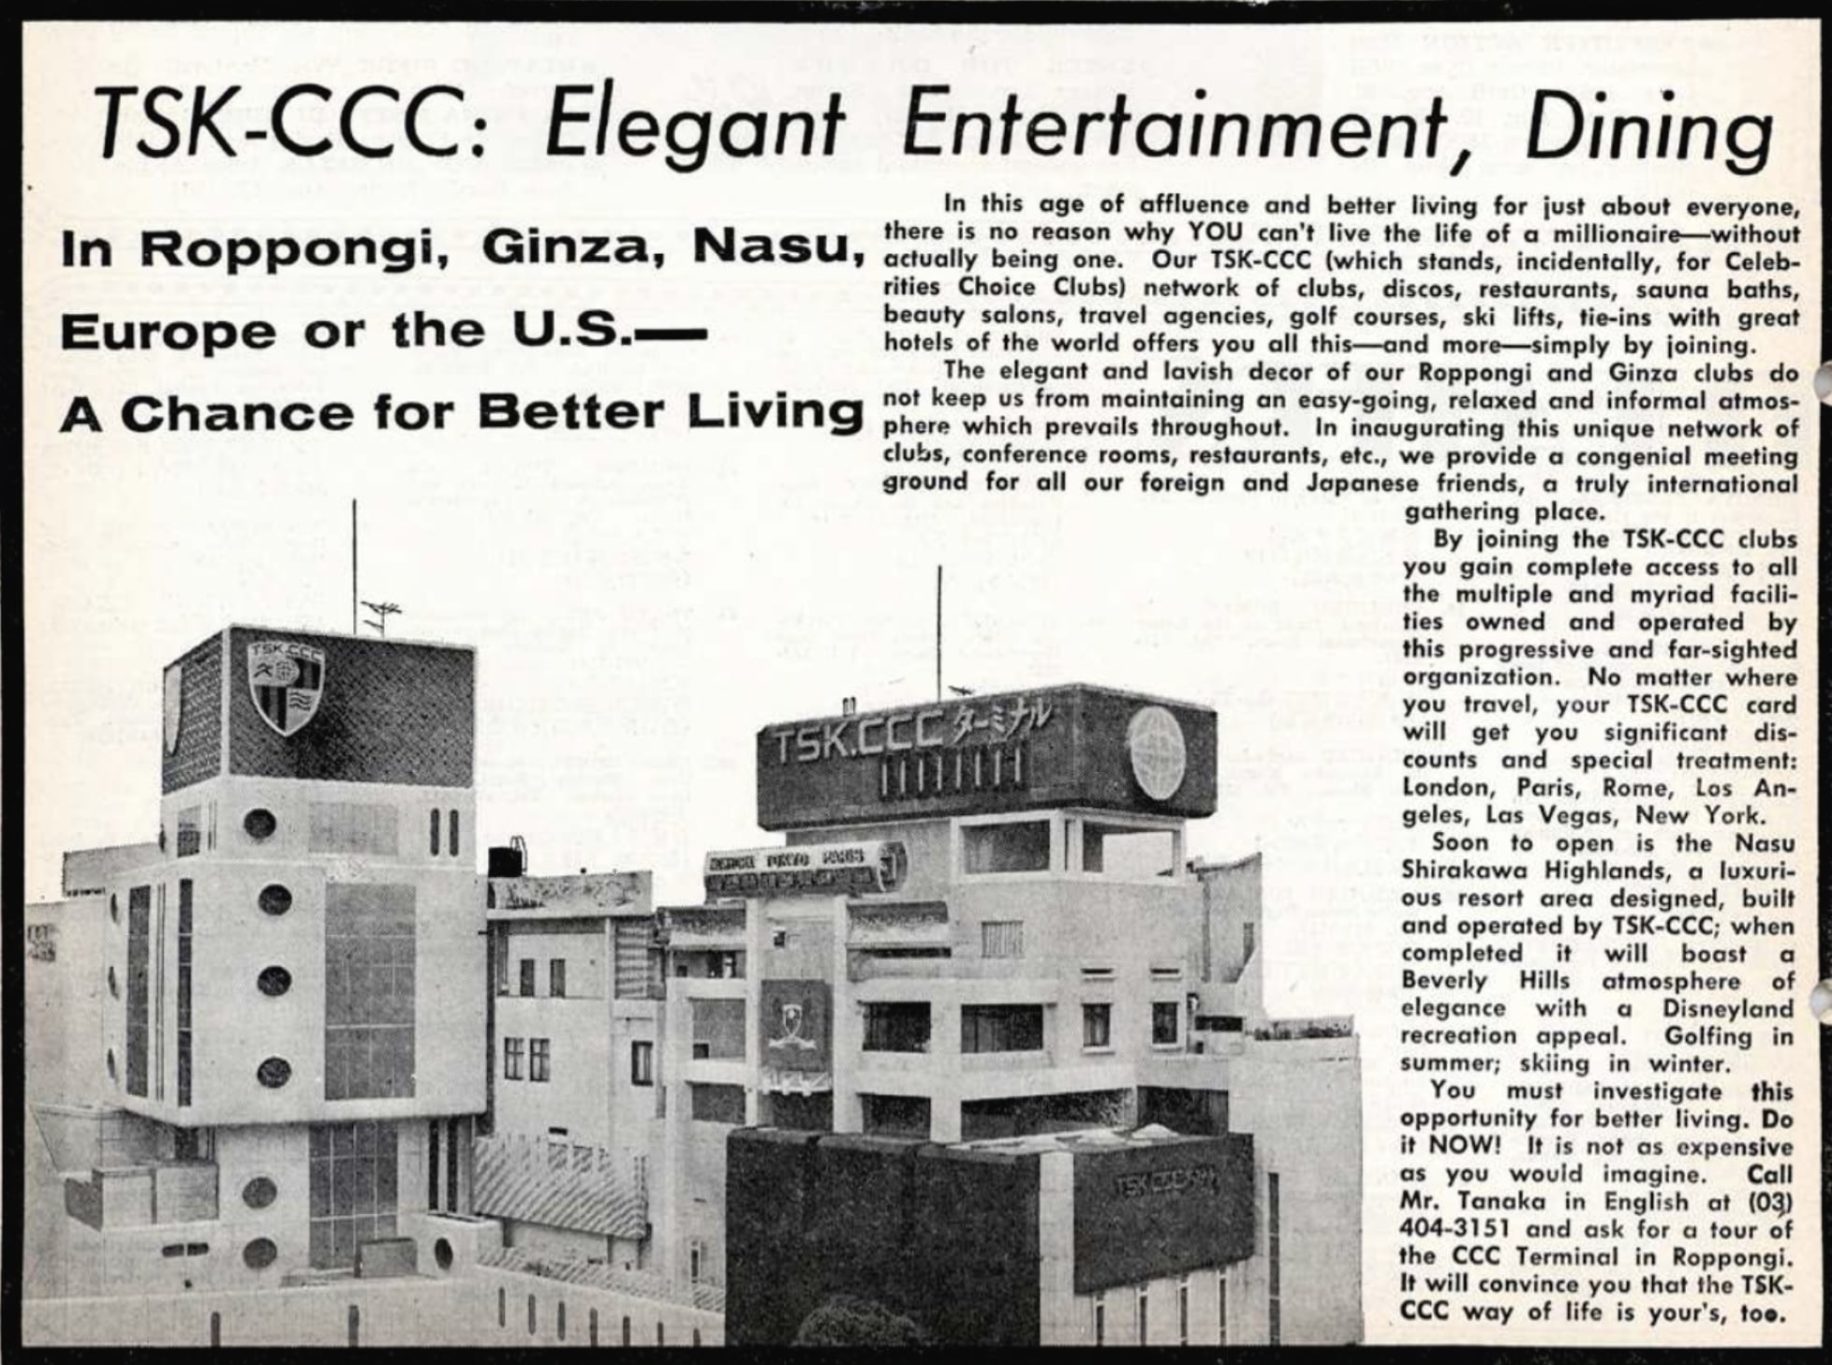 TSK-CCC: Elegant Entertainment, Dining
In Roppongi, Ginza, Nasu,
Europe or the U.S.—
A Chance for Better Living
In this age of affluence and better living for just about everyone,
there is no reason why YOU can't live the life of a millionaire—without
actually being one. Our TSK-CCC (which stands, incidentally, for Celeb-
rities Choice Clubs) network of clubs, discos, restaurants, sauna baths,
beauty salons, travel agencies, golf courses, ski lifts, tie-ins with great
hotels of the world offers you all this—and more—simply by joining.
The elegant and lavish decor of our Roppongi and Ginza clubs do
not keep us from maintaining an easy-going, relaxed and informal atmos-
phere which prevails throughout. In inaugurating this unique network of
clubs, conference rooms, restaurants, etc., we provide a congenial meeting
ground for all our foreign and Japanese friends, a truly international
gathering place.
By joining the TSK-CCC clubs
you gain complete access to all
the multiple and myriad facili-
ties owned and operated by
this progressive and far-sighted
organization. No matter where
you travel, your TSK-CCC card
will get you significant dis-
counts and special treatment:
London, Paris, Rome, Los An-
geles, Las Vegas, New York.
Soon to open is the Nasu
Shirakawa Highlands, a luxuri-
ous resort area designed, built
and operated by TSK-CCC; when
completed it will boast a
Beverly Hills atmosphere of
elegance with a Disneyland
recreation appeal. Golfing in
summer; skiing in winter.
You must investigate this
opportunity for better living. Do
it NOW! It is not as expensive
as you would imagine. Call
Mr. Tanaka in English at (03)
404-3151 and ask for a tour of
the CCC Terminal in Roppongi.
It will convince you that the TSK-
CCC way of life is your's, too.
TSK.CCC
TSK.CCC ターミナル